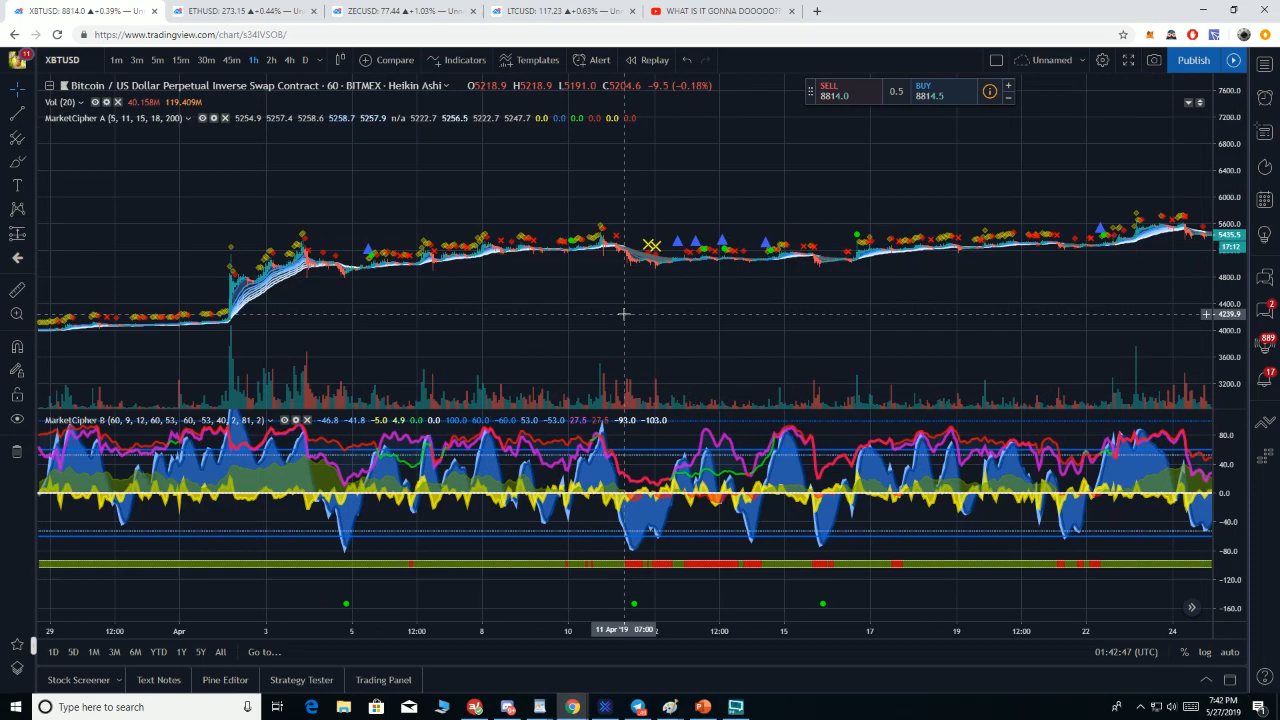 XBTUSD: 8814.0 ▲+0.39% — Unn
ETHUSD: 273.15 ▲+0.44% — Unn
ZECUSD: 77.44 ▲+1.03% — Unna
LTCUSD: 117.23 ▲+0.63% — Unna
WHAT IS IT GONNA DOOOOO??
https://www.tradingview.com/chart/s34IVSOB/
11 XBTUSD 1m 3m 15m 30m 45m 1h 2h 4h D Compare Indicators Templates Alert Replay Unnamed Publish
Bitcoin / US Dollar Perpetual Inverse Swap Contract · 60 · BITMEX · Heikin Ashi O5218.9 H5218.9 L5191.0 C5204.6 -9.5 (-0.18%)
SELL 8814.0 0.5 BUY 8814.5
Vol (20) 40.158M 119.409M
MarketCipher A (5, 11, 15, 18, 200) 5254.9 5257.4 5258.6 5258.7 5257.9 n/a 5222.7 5256.5 5222.7 5247.7 0.0 0.0 0.0 0.0 0.0 0.0
7200.0
6800.0
6400.0
6000.0
5600.0
5435.5
17:12
4800.0
4400.0
4239.9
4000.0
3600.0
3200.0
2
889
17
MarketCipher B (60, 9, 12, 60, 53, -60, -53, 40, 2, 81, 2) -46.8 -41.8 -5.0 4.9 0.0 0.0 100.0 60.0 -60.0 53.0 -53.0 27.5 27.5 -93.0 -103.0
80.0
40.0
0.0
-40.0
-80.0
-120.0
-160.0
29 12:00 Apr 3 5 12:00 8 10 11 Apr '19 07:00 12:00 15 17 19 12:00 22 24
1D 5D 1M 3M 6M YTD 1Y 5Y All Go to... 01:42:47 (UTC) % log auto
Stock Screener Text Notes Pine Editor Strategy Tester Trading Panel
Type here to search
7:42 PM
5/27/2019